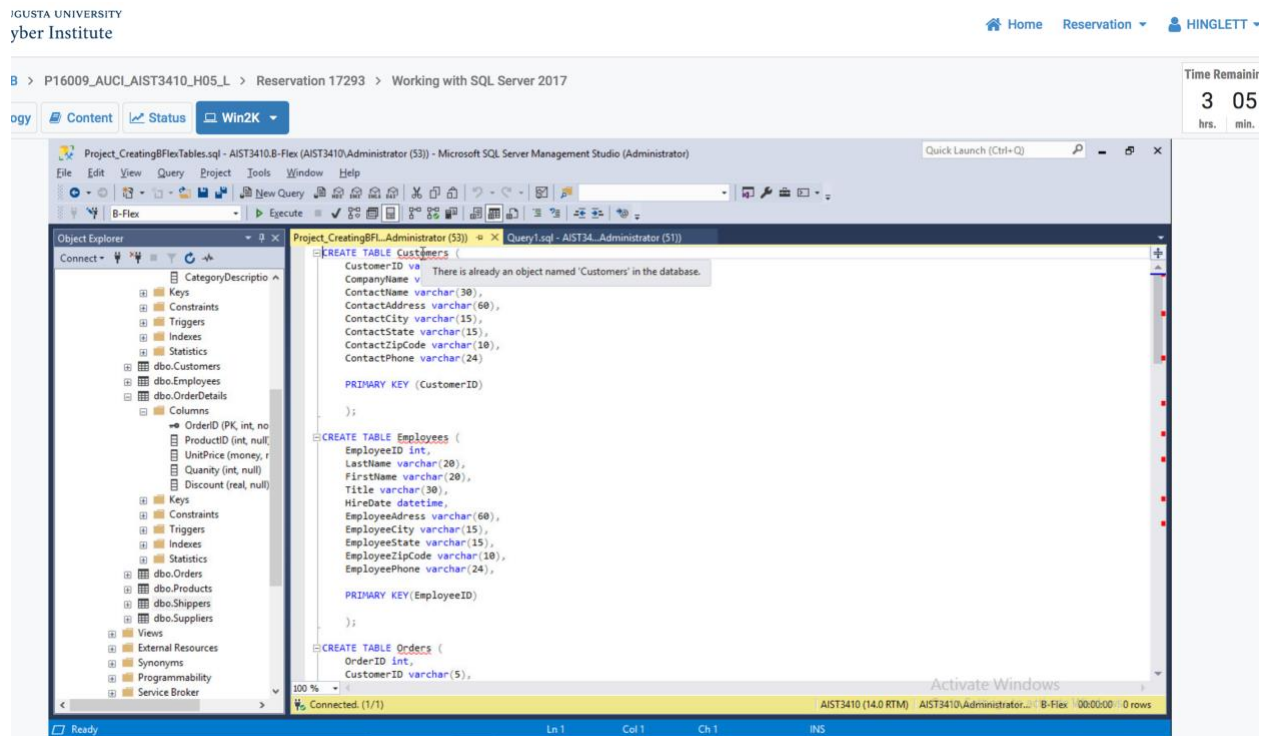 UGUSTA UNIVERSITY
yber Institute
Home Reservation HINGLETT
B > P16009_AUCI_AIST3410_H05_L > Reservation 17293 > Working with SQL Server 2017
Time Remainin
3 05
hrs. min.
ogy Content Status Win2K
Project_CreatingBFlexTables.sql - AIST3410.B-Flex (AIST3410\Administrator (53)) - Microsoft SQL Server Management Studio (Administrator)
Quick Launch (Ctrl+Q)
File Edit View Query Project Tools Window Help
New Query
B-Flex Execute
Object Explorer
Connect
CategoryDescriptio
Keys
Constraints
Triggers
Indexes
Statistics
dbo.Customers
dbo.Employees
dbo.OrderDetails
Columns
OrderID (PK, int, no
ProductID (int, null)
UnitPrice (money, r
Quanity (int, null)
Discount (real, null)
Keys
Constraints
Triggers
Indexes
Statistics
dbo.Orders
dbo.Products
dbo.Shippers
dbo.Suppliers
Views
External Resources
Synonyms
Programmability
Service Broker
Project_CreatingBFl...Administrator (53)) Query1.sql - AIST34...Administrator (51))
CREATE TABLE Customers (
CustomerID va
There is already an object named 'Customers' in the database.
CompanyName v
ContactName varchar(30),
ContactAddress varchar(60),
ContactCity varchar(15),
ContactState varchar(15),
ContactZipCode varchar(10),
ContactPhone varchar(24)
PRIMARY KEY (CustomerID)
);
CREATE TABLE Employees (
EmployeeID int,
LastName varchar(20),
FirstName varchar(20),
Title varchar(30),
HireDate datetime,
EmployeeAdress varchar(60),
EmployeeCity varchar(15),
EmployeeState varchar(15),
EmployeeZipCode varchar(10),
EmployeePhone varchar(24),
PRIMARY KEY(EmployeeID)
);
CREATE TABLE Orders (
OrderID int,
CustomerID varchar(5),
Activate Windows
100 %
Connected. (1/1) AIST3410 (14.0 RTM) AIST3410\Administrator... B-Flex 00:00:00 0 rows
Ready Ln 1 Col 1 Ch 1 INS